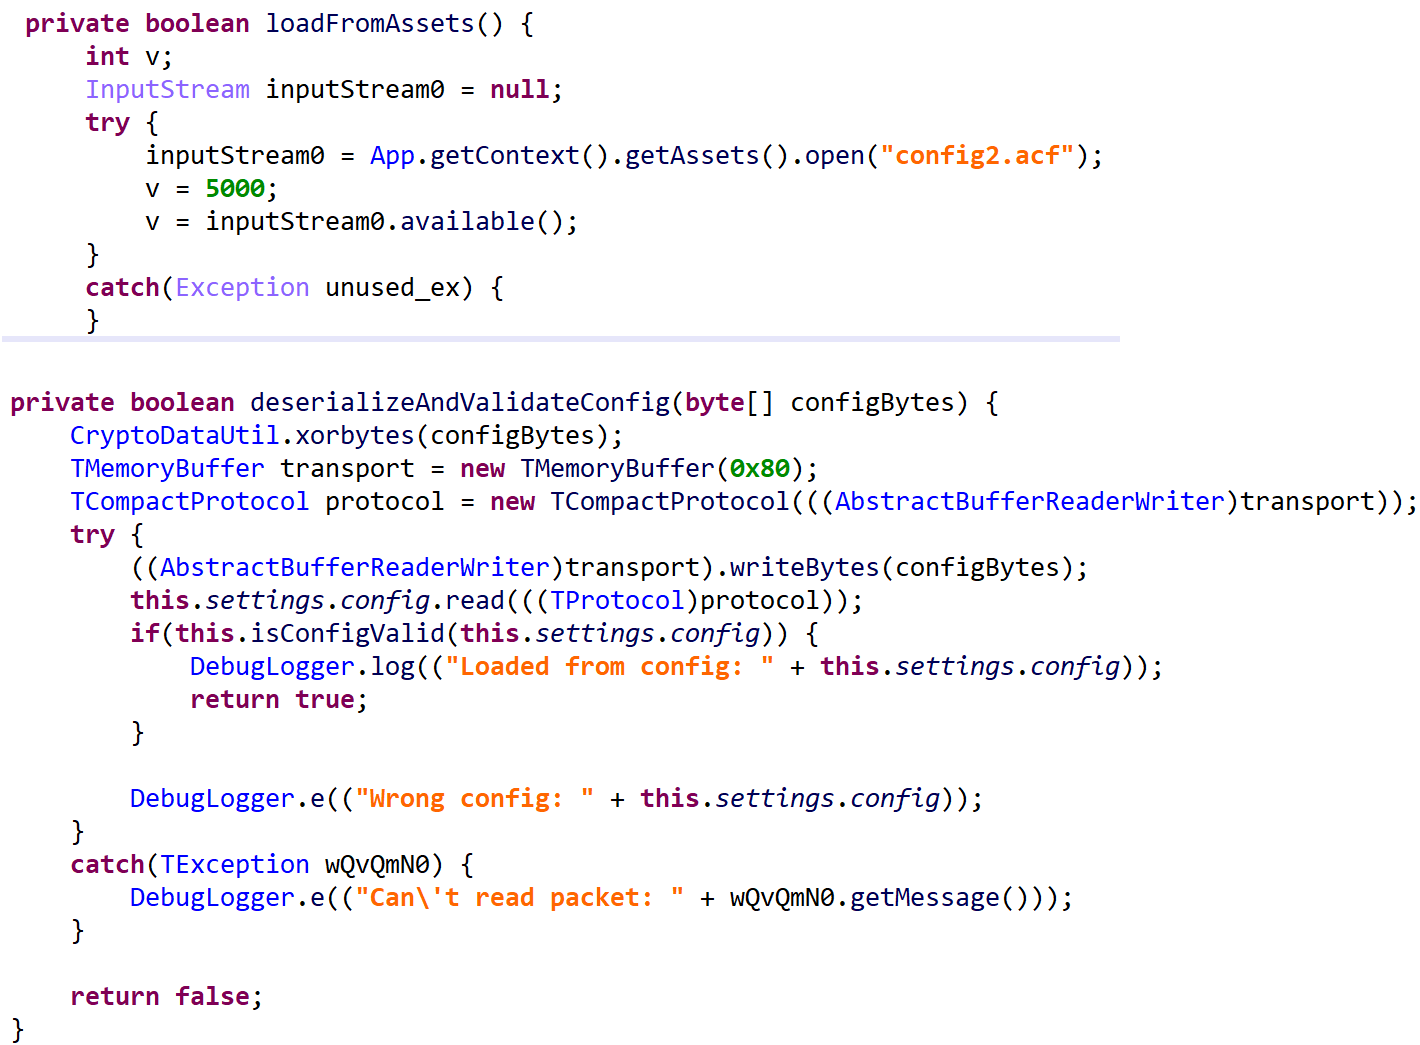 private boolean loadFromAssets() {
int v;
InputStream inputStream0 = null;
try {
inputStream0 = App.getContext().getAssets().open("config2.acf");
v = 5000;
v = inputStream0.available();
}
catch(Exception unused_ex) {
}
private boolean deserializeAndValidateConfig(byte[] configBytes) {
CryptoDataUtil.xorbytes(configBytes);
TMemoryBuffer transport = new TMemoryBuffer(0x80);
TCompactProtocol protocol = new TCompactProtocol(((AbstractBufferReaderWriter)transport));
try {
((AbstractBufferReaderWriter)transport).writeBytes(configBytes);
this.settings.config.read(((TProtocol)protocol));
if(this.isConfigValid(this.settings.config)) {
DebugLogger.log(("Loaded from config: " + this.settings.config));
return true;
}
DebugLogger.e(("Wrong config: " + this.settings.config));
}
catch(TException wQvQmN0) {
DebugLogger.e(("Can\'t read packet: " + wQvQmN0.getMessage()));
}
return false;
}